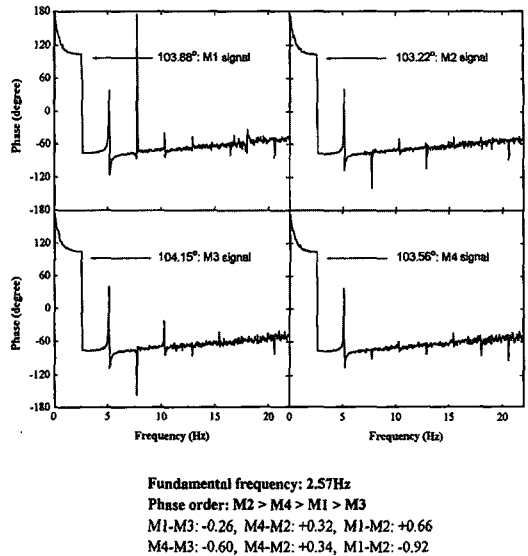 180
120
60
0
-60
-120
-180
Phase (degree)
103.88°: M1 signal
103.22°: M2 signal
120
60
0
-60
-120
-180
Phase (degree)
104.15°: M3 signal
103.56°: M4 signal
0 5 10 15 20 0 5 10 15 20
Frequency (Hz) Frequency (Hz)
Fundamental frequency: 2.57Hz
Phase order: M2 > M4 > M1 > M3
M1-M3: -0.26, M4-M2: +0.32, M1-M2: +0.66
M4-M3: -0.60, M4-M2: +0.34, M1-M2: -0.92